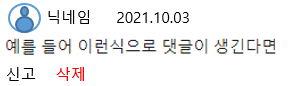 닉네임 2021.10.03
예를 들어 이런식으로 댓글이 생긴다면
신고 삭제